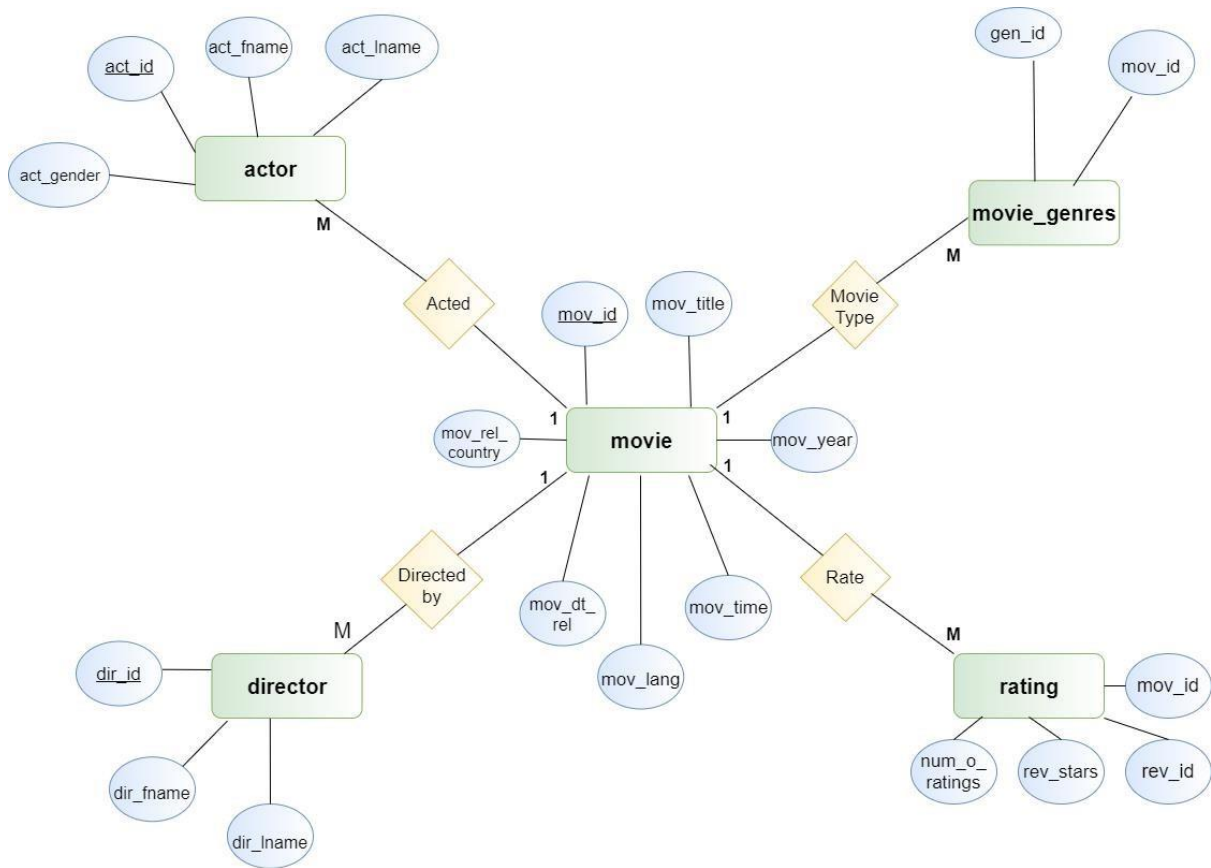 gen_id
act_fname
act_lname
act_id
mov_id
actor
act_gender
movie_genres
M
M
Acted
mov_id
mov_title
Movie
Type
1
1
mov_rel_
country
movie
mov_year
1
1
Directed
by
Rate
mov_dt_
rel
mov_time
M
M
dir_id
director
mov_lang
rating
mov_id
num_o_
ratings
rev_stars
rev_id
dir_fname
dir_lname